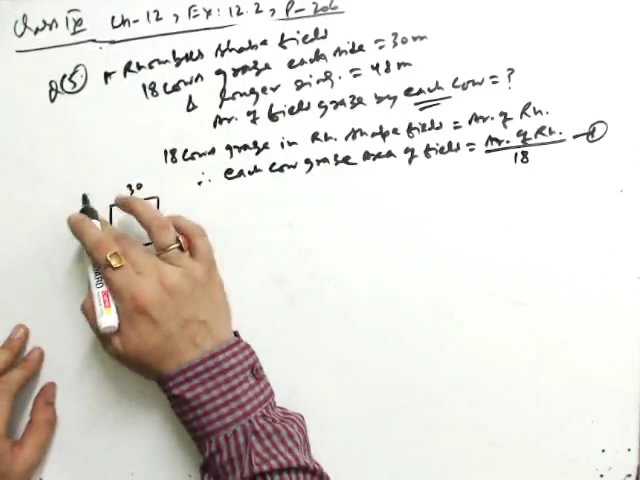 Class IX Ch-12, Ex: 12.2, P-206
Q(5) A Rhombus shape field
18 cows graze each side = 30m
& longer diag. = 48m
Ar. of field graze by each cow = ?
18 cows graze in Rh. shape field = Ar. of Rh.
∴ each cow graze area of field = Ar. of Rh. / 18 — (1)
30